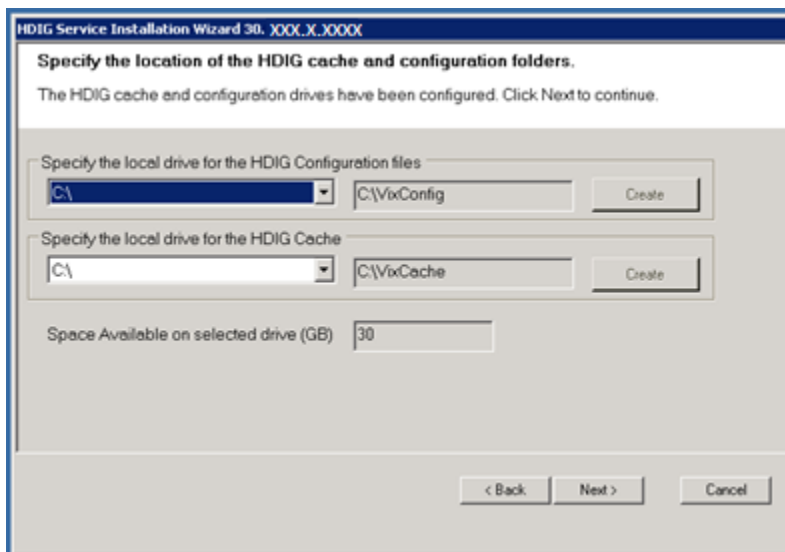 HDIG Service Installation Wizard 30. XXX.X.XXXX
Specify the location of the HDIG cache and configuration folders.
The HDIG cache and configuration drives have been configured. Click Next to continue.
Specify the local drive for the HDIG Configuration files
C:\ C:\VixConfig Create
Specify the local drive for the HDIG Cache
C:\ C:\VixCache Create
Space Available on selected drive (GB) 30
< Back Next > Cancel